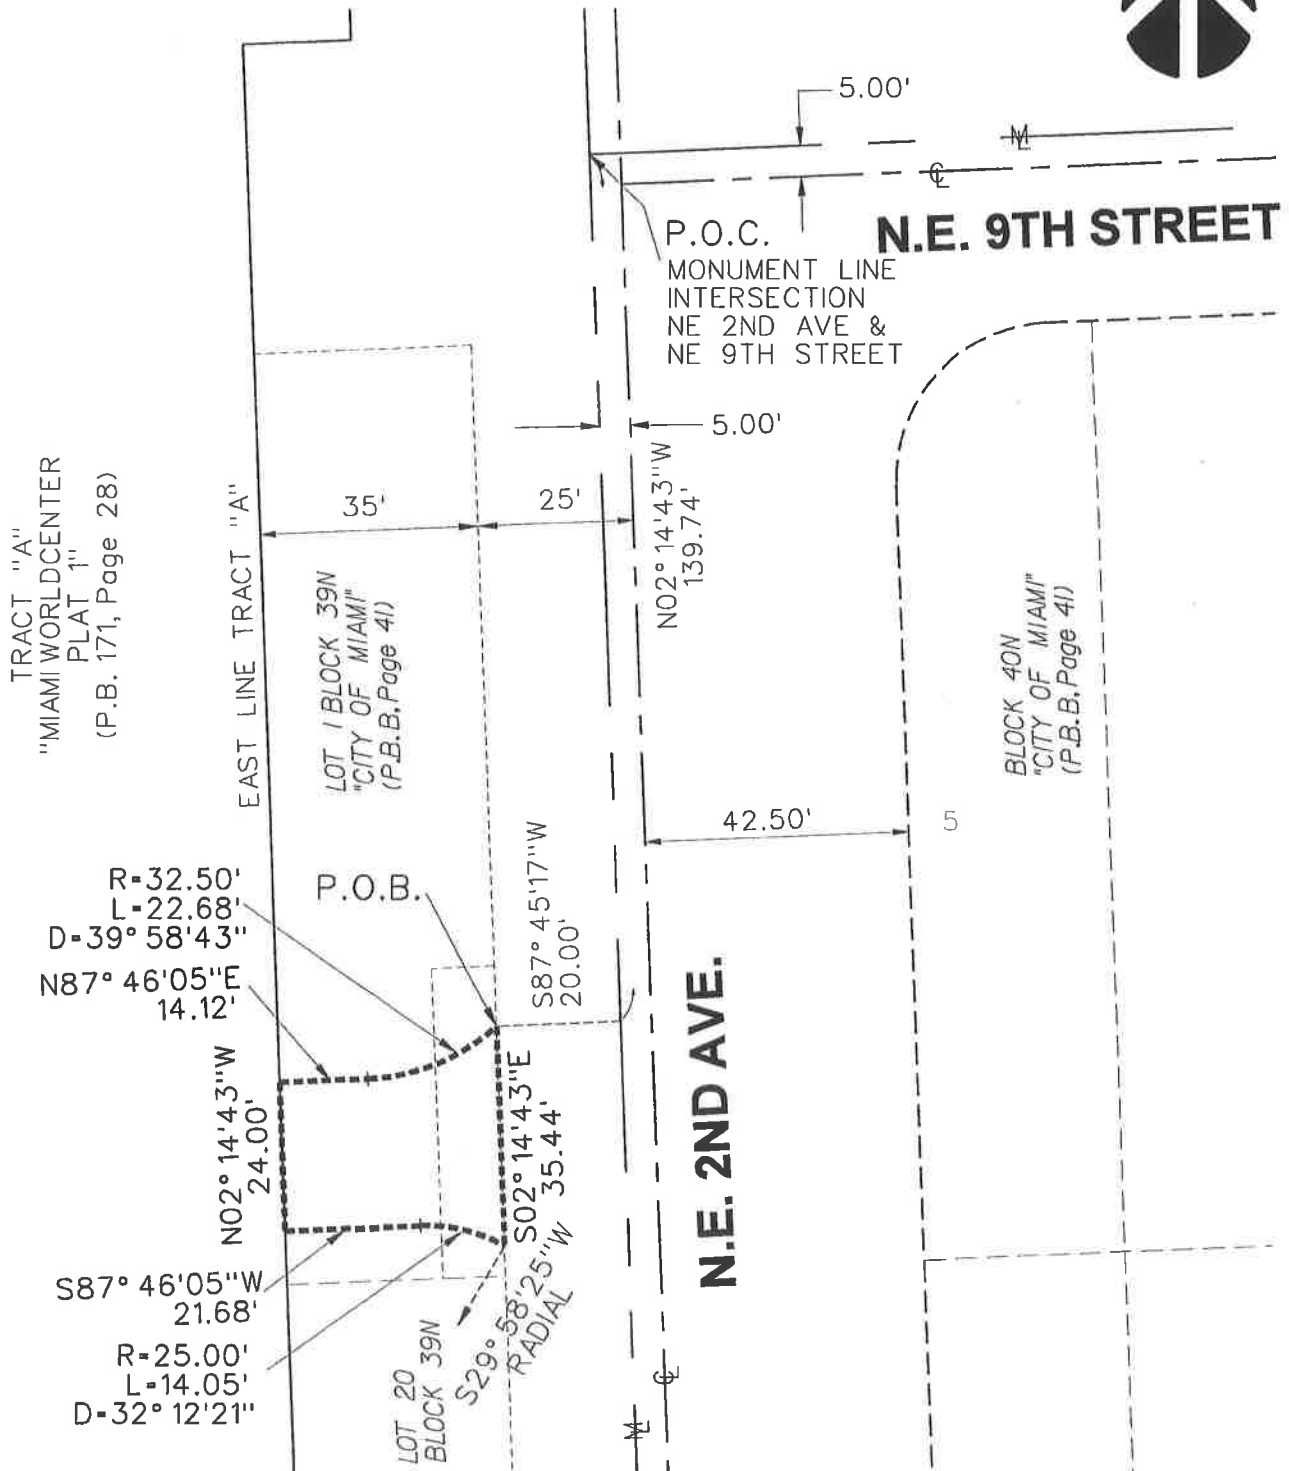 5.00'
M
L
C
L
N.E. 9TH STREET
P.O.C.
MONUMENT LINE
INTERSECTION
NE 2ND AVE &
NE 9TH STREET
5.00'
35'
25'
N02° 14'43"W
139.74'
TRACT "A"
"MIAMI WORLDCENTER
PLAT 1"
(P.B. 171, Page 28)
EAST LINE TRACT "A"
LOT 1 BLOCK 39N
"CITY OF MIAMI"
(P.B.B,Page 41)
BLOCK 40N
"CITY OF MIAMI"
(P.B.B,Page 41)
42.50'
5
R=32.50'
L=22.68'
D=39° 58'43"
P.O.B.
S87° 45'17"W
20.00'
N87° 46'05"E
14.12'
N02° 14'43"W
24.00'
S02° 14'43"E
35.44'
N.E. 2ND AVE.
S87° 46'05"W
21.68'
R=25.00'
L=14.05'
D=32° 12'21"
S29° 58'25"W
RADIAL
LOT 20
BLOCK 39N
C
L
M
L